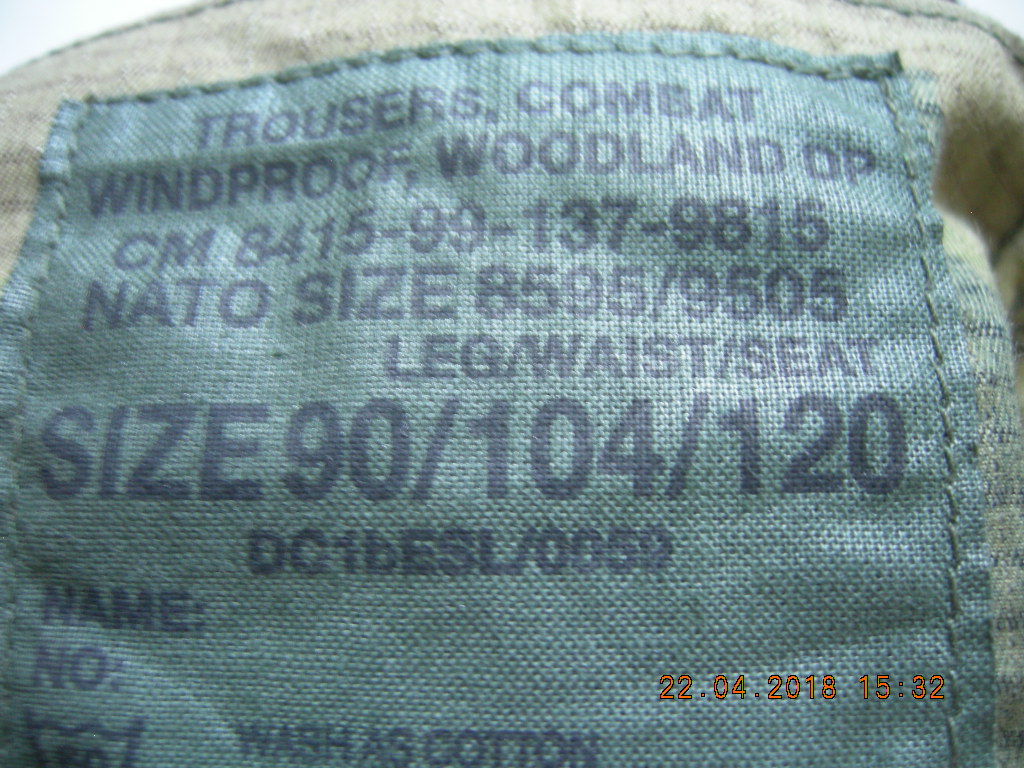 TROUSERS, COMBAT
WINDPROOF, WOODLAND DP
CM 8415-99-137-9815
NATO SIZE 8595/9505
LEG/WAIST/SEAT
SIZE 90/104/120
DC1bESL/0059
NAME:
NO:
WASH AS COTTON
22.04.2018 15:32